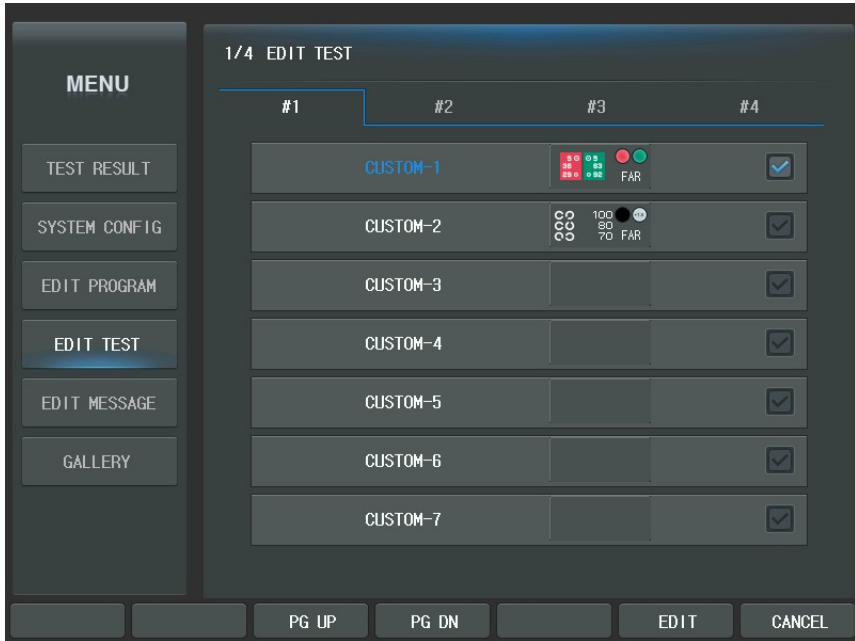 MENU
TEST RESULT
SYSTEM CONFIG
EDIT PROGRAM
EDIT TEST
EDIT MESSAGE
GALLERY
1/4 EDIT TEST
#1 #2 #3 #4
CUSTOM-1
FAR
CUSTOM-2
100
80
70 FAR
CUSTOM-3
CUSTOM-4
CUSTOM-5
CUSTOM-6
CUSTOM-7
PG UP PG DN EDIT CANCEL